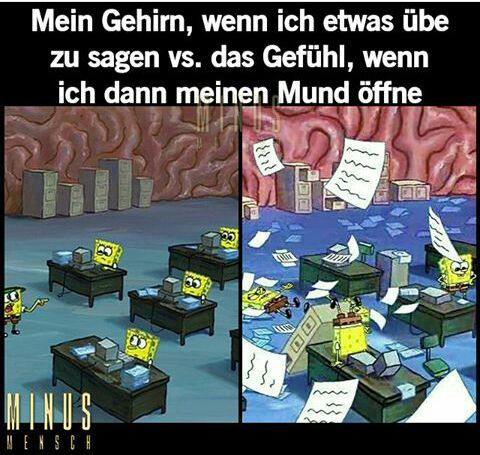 Mein Gehirn, wenn ich etwas übe
zu sagen vs. das Gefühl, wenn
ich dann meinen Mund öffne
MINUS
MENSCH